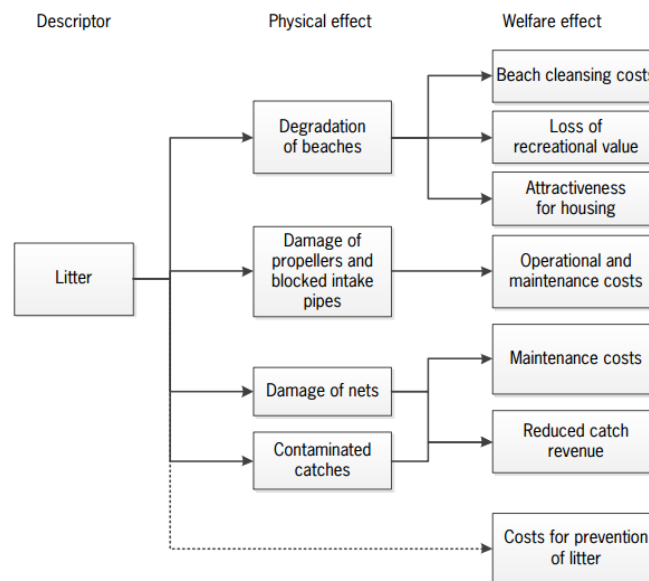 Descriptor
Physical effect
Welfare effect
Beach cleansing costs
Degradation
of beaches
Loss of
recreational value
Attractiveness
for housing
Litter
Damage of
propellers and
blocked intake
pipes
Operational and
maintenance costs
Damage of nets
Maintenance costs
Contaminated
catches
Reduced catch
revenue
Costs for prevention
of litter